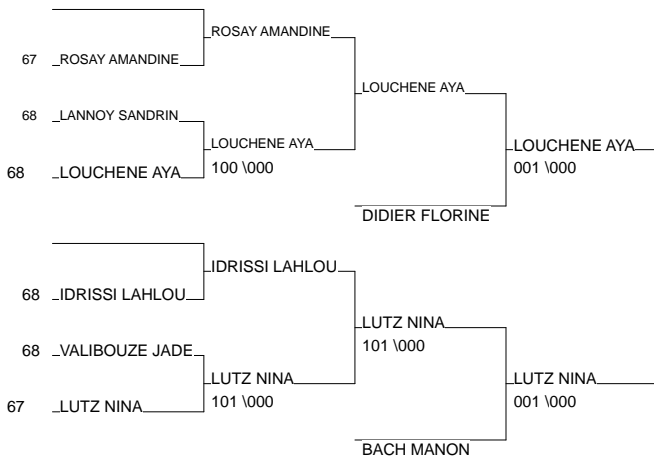 ROSAY AMANDINE
67 ROSAY AMANDINE
LOUCHENE AYA
68 LANNOY SANDRIN
LOUCHENE AYA
LOUCHENE AYA
100 \000
001 \000
68 LOUCHENE AYA
DIDIER FLORINE
IDRISSI LAHLOU
68 IDRISSI LAHLOU
LUTZ NINA
101 \000
68 VALIBOUZE JADE
LUTZ NINA
LUTZ NINA
101 \000
001 \000
67 LUTZ NINA
BACH MANON